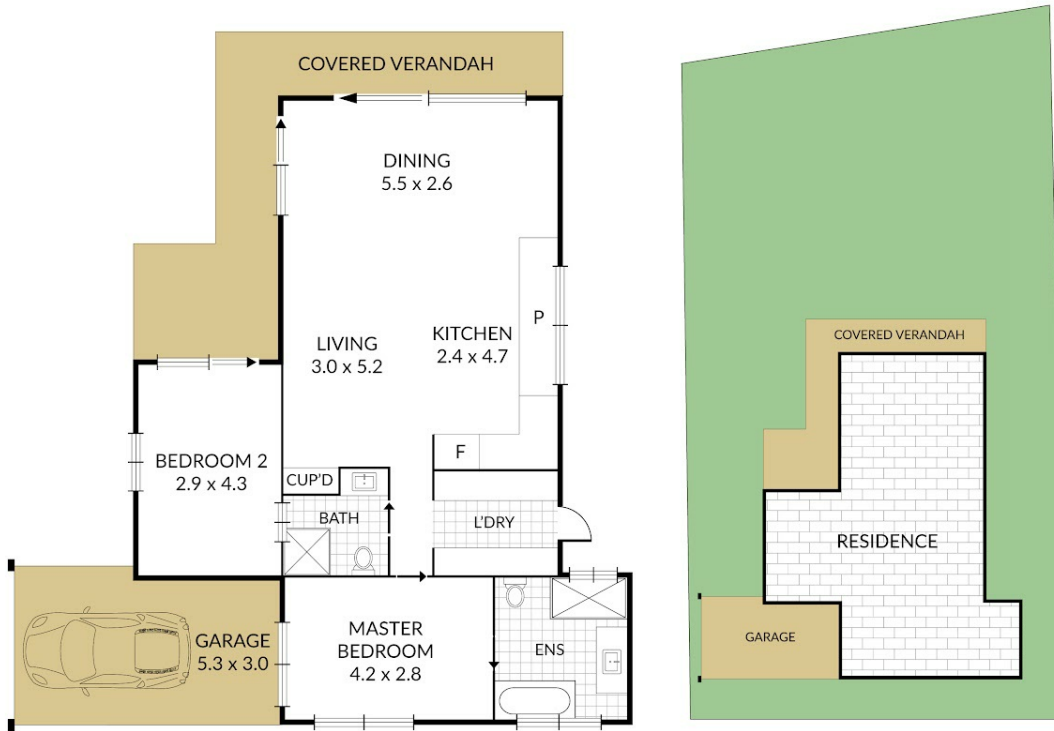 COVERED VERANDAH
DINING
5.5 x 2.6
LIVING
3.0 x 5.2
KITCHEN
2.4 x 4.7
P
F
BEDROOM 2
2.9 x 4.3
CUP'D
BATH
L'DRY
GARAGE
5.3 x 3.0
MASTER
BEDROOM
4.2 x 2.8
ENS
COVERED VERANDAH
RESIDENCE
GARAGE